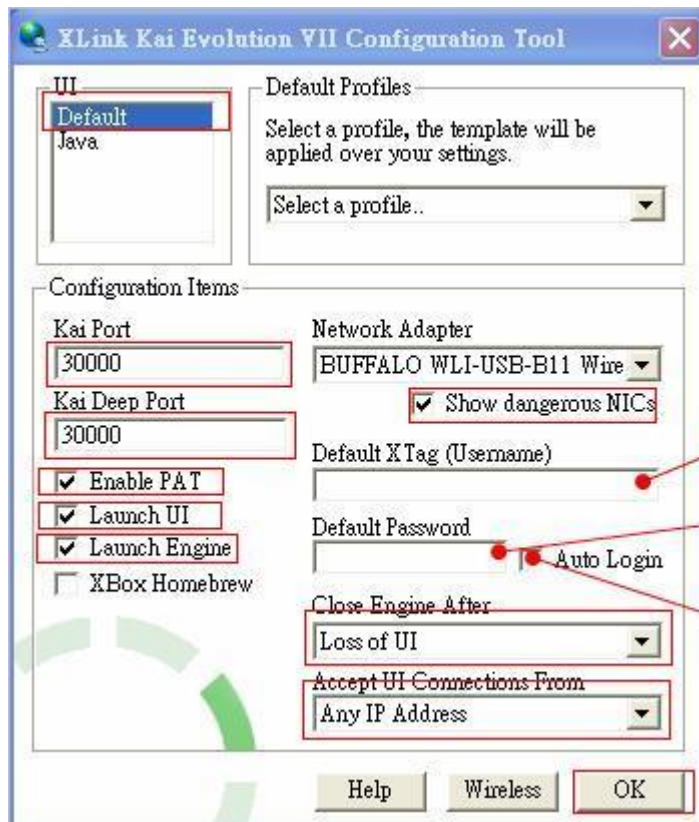 XLink Kai Evolution VII Configuration Tool
UI
Default
Java
Default Profiles
Select a profile, the template will be
applied over your settings.
Select a profile..
Configuration Items
Kai Port
30000
Kai Deep Port
30000
Enable PAT
Launch UI
Launch Engine
XBox Homebrew
Network Adapter
BUFFALO WLI-USB-B11 Wire
Show dangerous NICs
Default XTag (Username)
Default Password
Auto Login
Close Engine After
Loss of UI
Accept UI Connections From
Any IP Address
Help
Wireless
OK